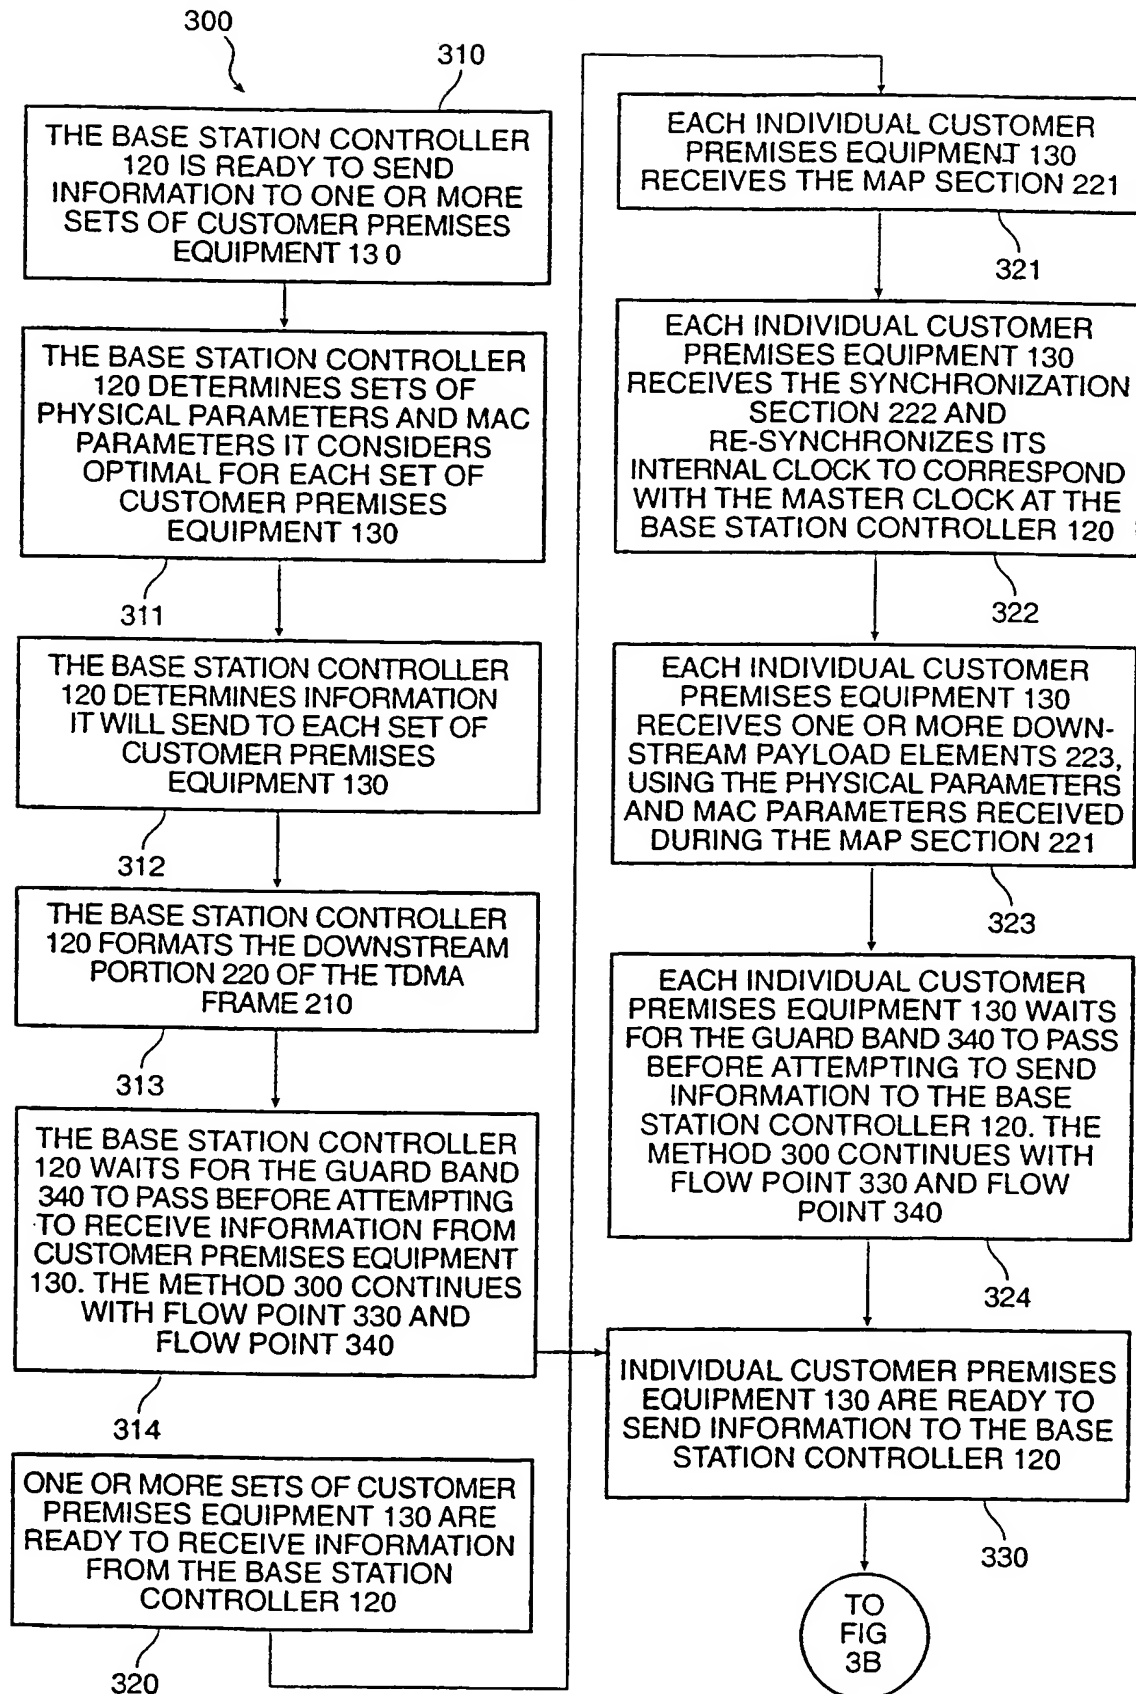 300
310
THE BASE STATION CONTROLLER
120 IS READY TO SEND
INFORMATION TO ONE OR MORE
SETS OF CUSTOMER PREMISES
EQUIPMENT 13 0
THE BASE STATION CONTROLLER
120 DETERMINES SETS OF
PHYSICAL PARAMETERS AND MAC
PARAMETERS IT CONSIDERS
OPTIMAL FOR EACH SET OF
CUSTOMER PREMISES
EQUIPMENT 130
311
THE BASE STATION CONTROLLER
120 DETERMINES INFORMATION
IT WILL SEND TO EACH SET OF
CUSTOMER PREMISES
EQUIPMENT 130
312
THE BASE STATION CONTROLLER
120 FORMATS THE DOWNSTREAM
PORTION 220 OF THE TDMA
FRAME 210
313
THE BASE STATION CONTROLLER
120 WAITS FOR THE GUARD BAND
340 TO PASS BEFORE ATTEMPTING
TO RECEIVE INFORMATION FROM
CUSTOMER PREMISES EQUIPMENT
130. THE METHOD 300 CONTINUES
WITH FLOW POINT 330 AND
FLOW POINT 340
314
ONE OR MORE SETS OF CUSTOMER
PREMISES EQUIPMENT 130 ARE
READY TO RECEIVE INFORMATION
FROM THE BASE STATION
CONTROLLER 120
320
EACH INDIVIDUAL CUSTOMER
PREMISES EQUIPMENT 130
RECEIVES THE MAP SECTION 221
321
EACH INDIVIDUAL CUSTOMER
PREMISES EQUIPMENT 130
RECEIVES THE SYNCHRONIZATION
SECTION 222 AND
RE-SYNCHRONIZES ITS
INTERNAL CLOCK TO CORRESPOND
WITH THE MASTER CLOCK AT THE
BASE STATION CONTROLLER 120
322
EACH INDIVIDUAL CUSTOMER
PREMISES EQUIPMENT 130
RECEIVES ONE OR MORE DOWN-
STREAM PAYLOAD ELEMENTS 223,
USING THE PHYSICAL PARAMETERS
AND MAC PARAMETERS RECEIVED
DURING THE MAP SECTION 221
323
EACH INDIVIDUAL CUSTOMER
PREMISES EQUIPMENT 130 WAITS
FOR THE GUARD BAND 340 TO PASS
BEFORE ATTEMPTING TO SEND
INFORMATION TO THE BASE
STATION CONTROLLER 120. THE
METHOD 300 CONTINUES WITH
FLOW POINT 330 AND FLOW
POINT 340
324
INDIVIDUAL CUSTOMER PREMISES
EQUIPMENT 130 ARE READY TO
SEND INFORMATION TO THE BASE
STATION CONTROLLER 120
330
TO
FIG
3B